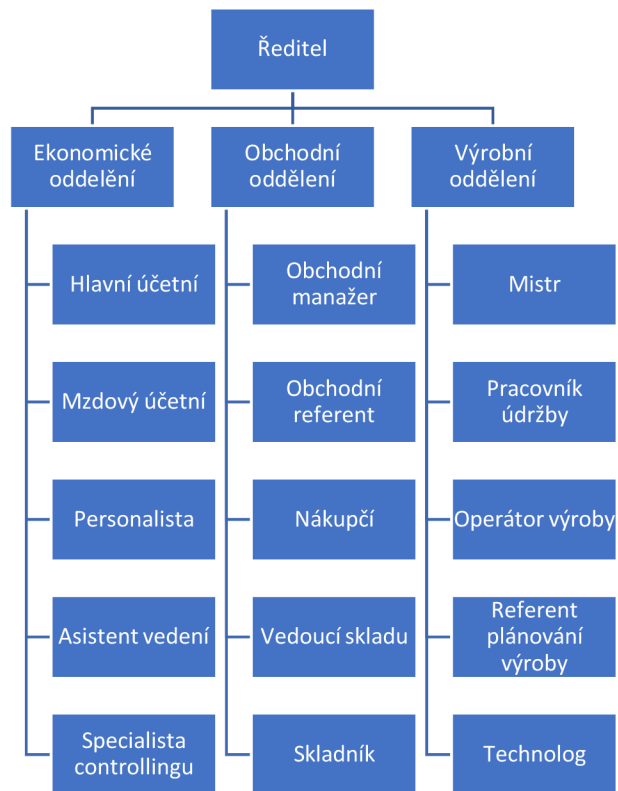 Ředitel
Ekonomické
oddelění
Obchodní
oddělení
Výrobní
oddělení
Hlavní účetní
Obchodní
manažer
Mistr
Mzdový účetní
Obchodní
referent
Pracovník
údržby
Personalista
Nákupčí
Operátor výroby
Asistent vedení
Vedoucí skladu
Referent
plánování
výroby
Specialista
controllingu
Skladník
Technolog